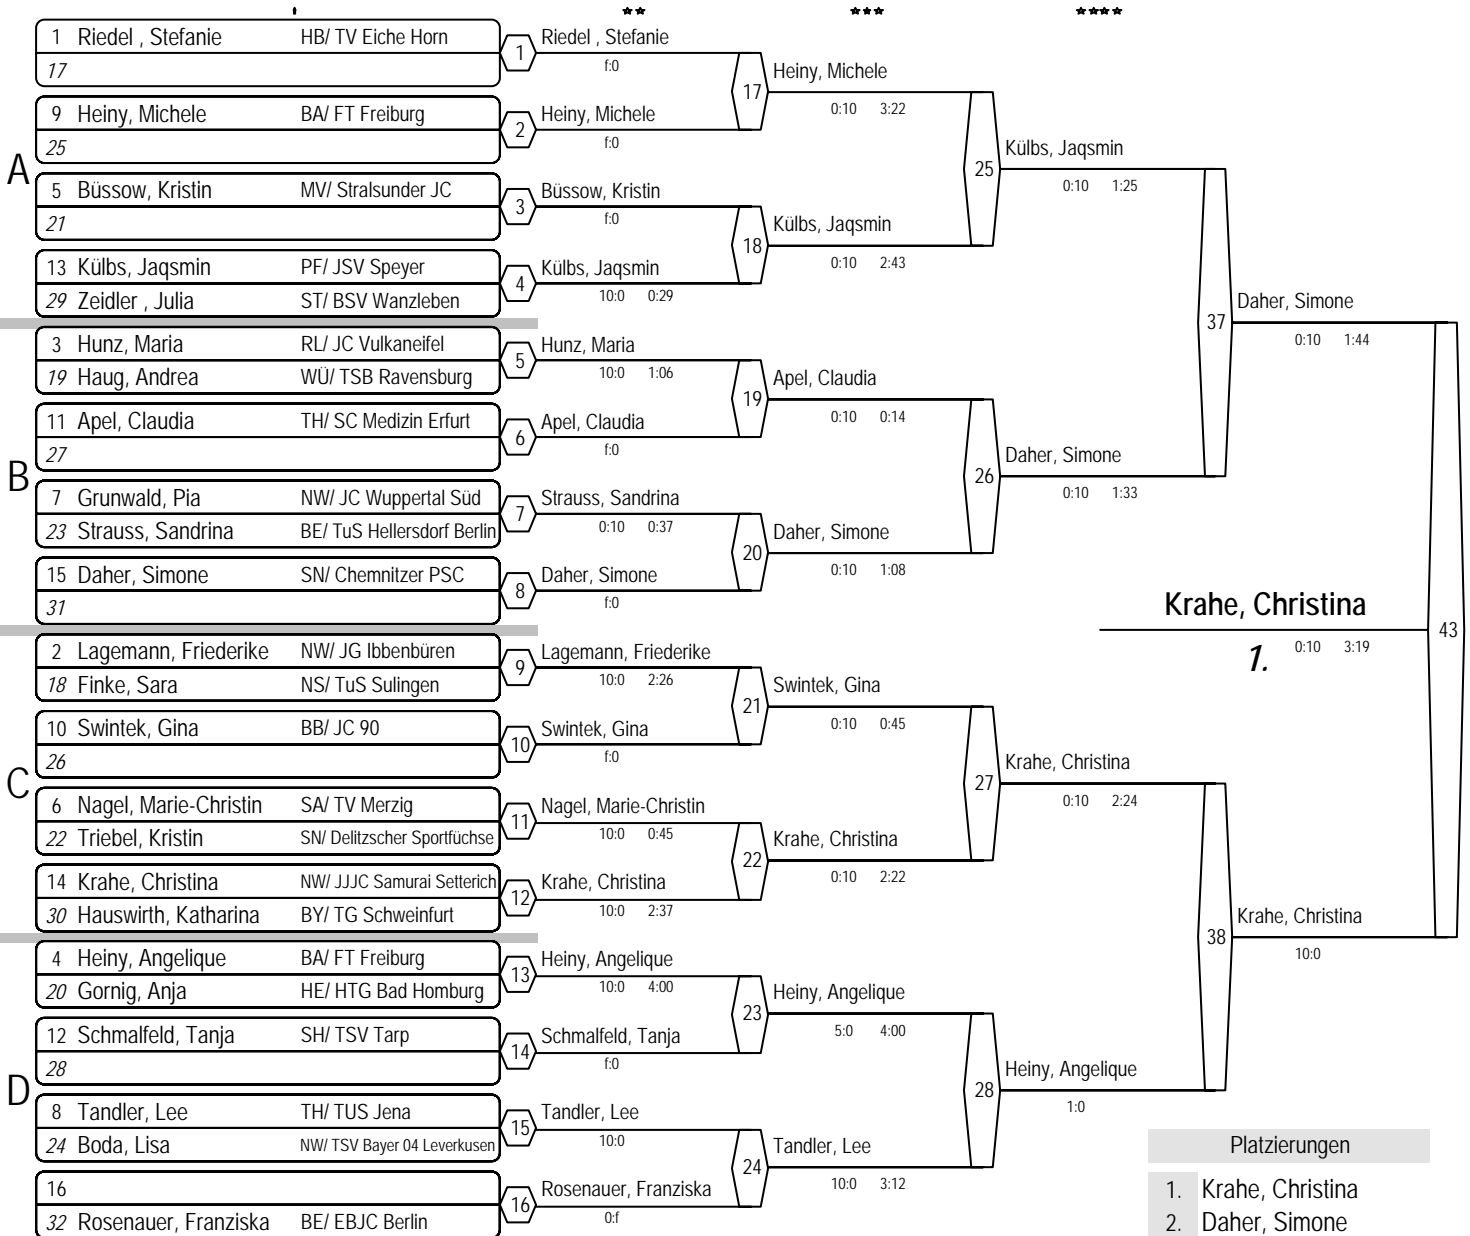 * ** *** ****
A
1 Riedel , Stefanie HB/ TV Eiche Horn
17
9 Heiny, Michele BA/ FT Freiburg
25
5 Büssow, Kristin MV/ Stralsunder JC
21
13 Külbs, Jaqsmin PF/ JSV Speyer
29 Zeidler , Julia ST/ BSV Wanzleben
B
3 Hunz, Maria RL/ JC Vulkaneifel
19 Haug, Andrea WÜ/ TSB Ravensburg
11 Apel, Claudia TH/ SC Medizin Erfurt
27
7 Grunwald, Pia NW/ JC Wuppertal Süd
23 Strauss, Sandrina BE/ TuS Hellersdorf Berlin
15 Daher, Simone SN/ Chemnitzer PSC
31
C
2 Lagemann, Friederike NW/ JG Ibbenbüren
18 Finke, Sara NS/ TuS Sulingen
10 Swintek, Gina BB/ JC 90
26
6 Nagel, Marie-Christin SA/ TV Merzig
22 Triebel, Kristin SN/ Delitzscher Sportfüchse
14 Krahe, Christina NW/ JJJC Samurai Setterich
30 Hauswirth, Katharina BY/ TG Schweinfurt
D
4 Heiny, Angelique BA/ FT Freiburg
20 Gornig, Anja HE/ HTG Bad Homburg
12 Schmalfeld, Tanja SH/ TSV Tarp
28
8 Tandler, Lee TH/ TUS Jena
24 Boda, Lisa NW/ TSV Bayer 04 Leverkusen
16
32 Rosenauer, Franziska BE/ EBJC Berlin
1 Riedel , Stefanie
f:0
2 Heiny, Michele
f:0
3 Büssow, Kristin
f:0
4 Külbs, Jaqsmin
10:0 0:29
5 Hunz, Maria
10:0 1:06
6 Apel, Claudia
f:0
7 Strauss, Sandrina
0:10 0:37
8 Daher, Simone
f:0
9 Lagemann, Friederike
10:0 2:26
10 Swintek, Gina
f:0
11 Nagel, Marie-Christin
10:0 0:45
12 Krahe, Christina
10:0 2:37
13 Heiny, Angelique
10:0 4:00
14 Schmalfeld, Tanja
f:0
15 Tandler, Lee
10:0
16 Rosenauer, Franziska
0:f
17 Heiny, Michele
0:10 3:22
18 Külbs, Jaqsmin
0:10 2:43
19 Apel, Claudia
0:10 0:14
20 Daher, Simone
0:10 1:08
21 Swintek, Gina
0:10 0:45
22 Krahe, Christina
0:10 2:22
23 Heiny, Angelique
5:0 4:00
24 Tandler, Lee
10:0 3:12
25 Külbs, Jaqsmin
0:10 1:25
26 Daher, Simone
0:10 1:33
27 Krahe, Christina
0:10 2:24
28 Heiny, Angelique
1:0
37 Daher, Simone
0:10 1:44
38 Krahe, Christina
10:0
43 Krahe, Christina
1. 0:10 3:19
Platzierungen
1. Krahe, Christina
2. Daher, Simone